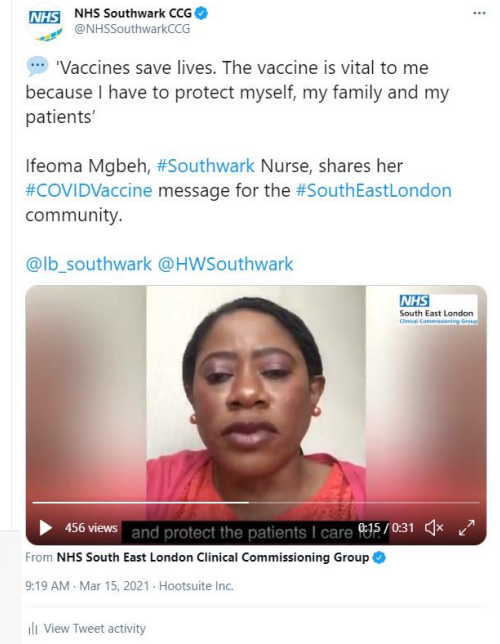 NHS
NHS Southwark CCG
@NHSSouthwarkCCG
'Vaccines save lives. The vaccine is vital to me
because I have to protect myself, my family and my
patients’
Ifeoma Mgbeh, #Southwark Nurse, shares her
#COVIDVaccine message for the #SouthEastLondon
community.
@lb_southwark @HWSouthwark
NHS
South East London
Clinical Commissioning Group
456 views
and protect the patients I care for.
0:15 / 0:31
From NHS South East London Clinical Commissioning Group
9:19 AM · Mar 15, 2021 · Hootsuite Inc.
View Tweet activity